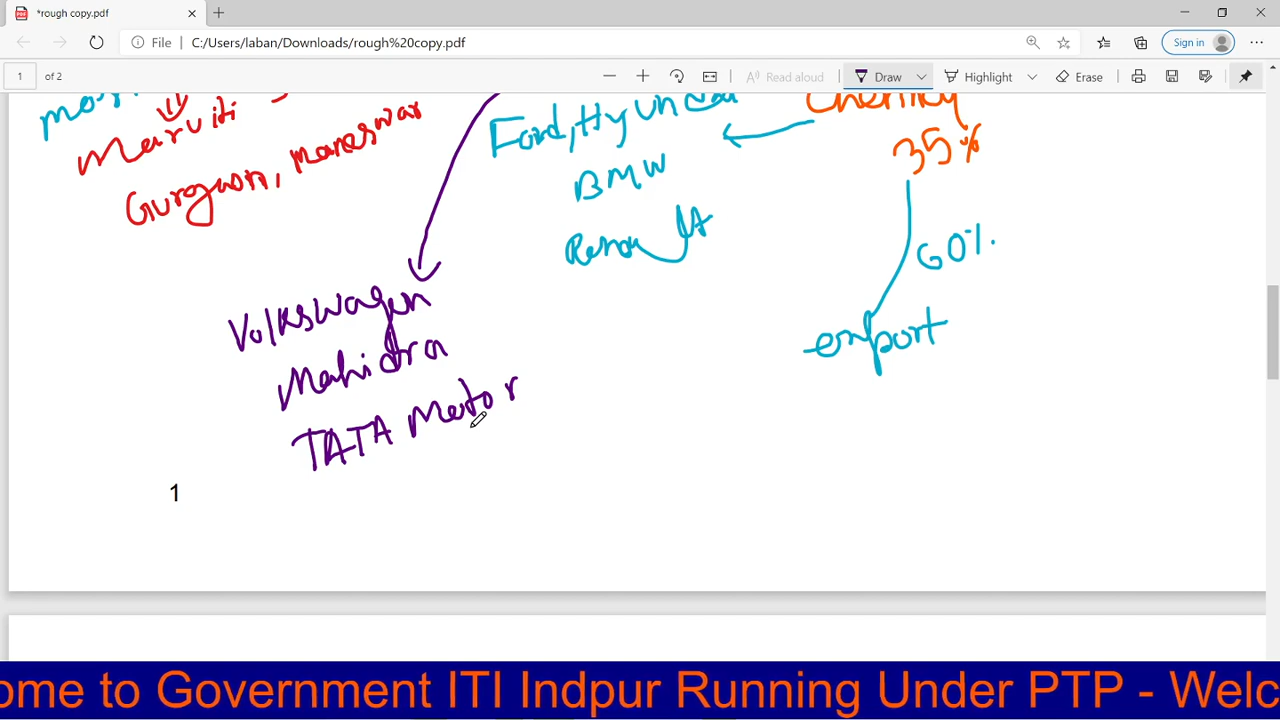 *rough copy.pdf
File C:/Users/laban/Downloads/rough%20copy.pdf
Sign in
1 of 2
Read aloud
Draw
Highlight
Erase
Maruti
Gurgaon, Maneswar
Ford, Hyundai
BMW
Renault
35%
60%.
export
Volkswagen
Mahidra
TATA Motor
1
ome to Government ITI Indpur Running Under PTP - Welc